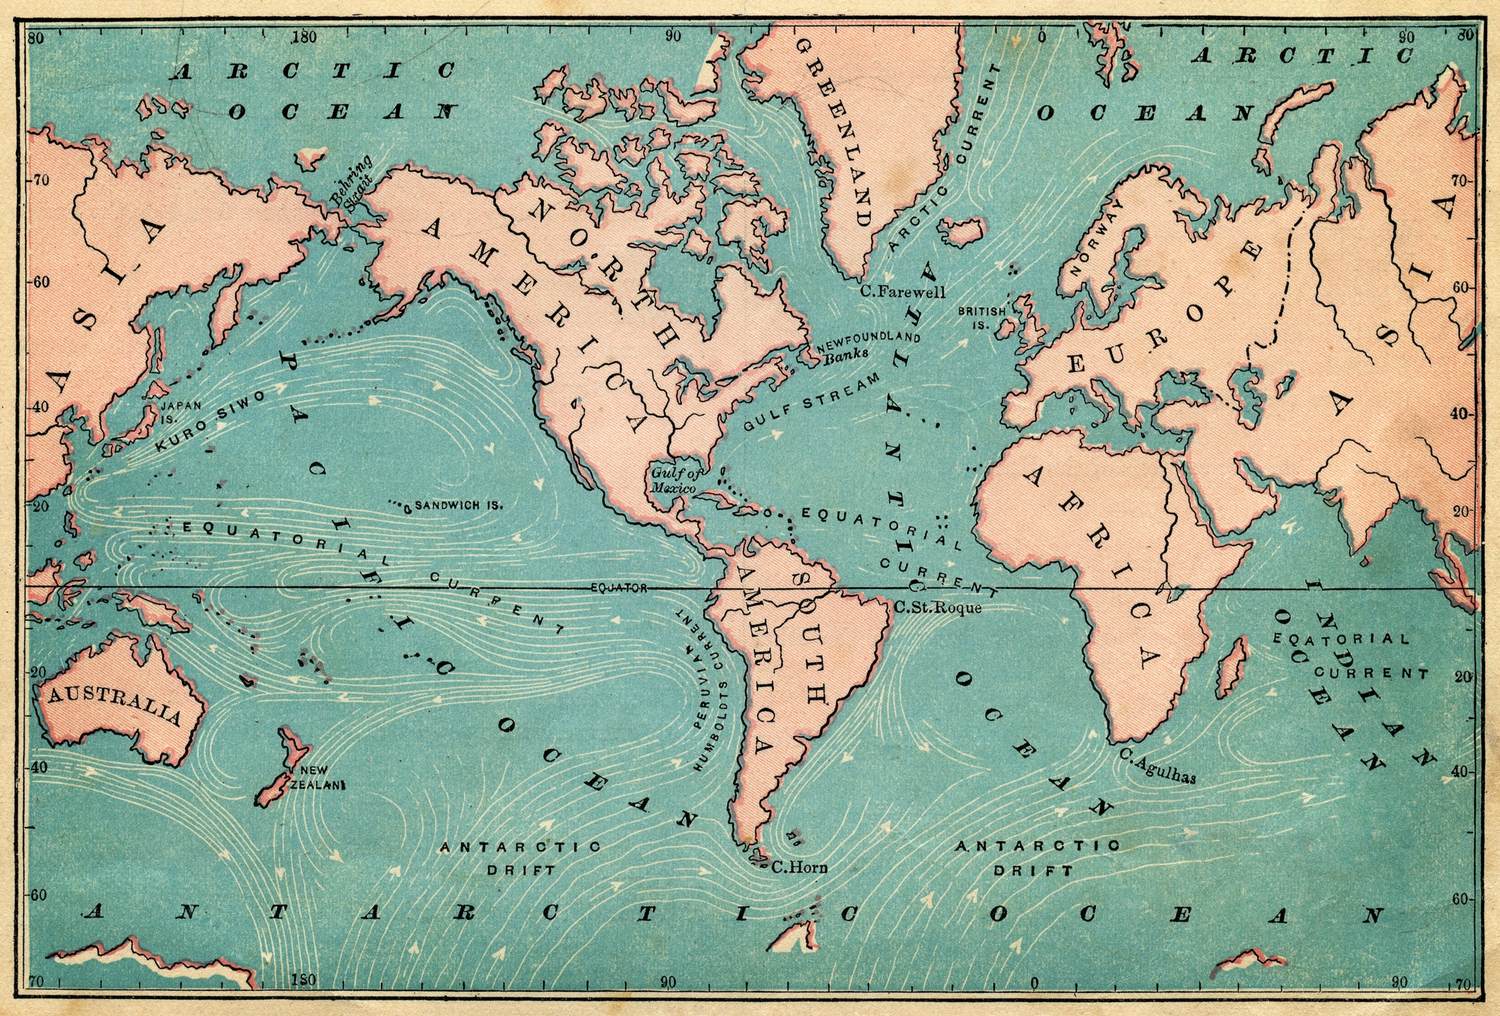 80
180
90
0
90
80
ARCTIC
OCEAN
ARCTIC
OCEAN
GREENLAND
ARCTIC CURRENT
Behring
Strait
70
70
ASIA
NORTH
AMERICA
NORWAY
EUROPE
ASIA
60
60
C.Farewell
BRITISH
IS.
NEWFOUNDLAND
Banks
ATLANTIC
OCEAN
GULF STREAM
PACIFIC
OCEAN
JAPAN
IS.
KURO SIWO
40
40
Gulf of
Mexico
SANDWICH IS.
20
20
EQUATORIAL CURRENT
EQUATORIAL
CURRENT
AFRICA
EQUATOR
C.St.Roque
SOUTH
AMERICA
PERUVIAN
HUMBOLDTS CURRENT
INDIAN
OCEAN
EQATORIAL
CURRENT
20
20
AUSTRALIA
NEW
ZEALAND
40
40
C.Agulhas
ANTARCTIC
DRIFT
ANTARCTIC
DRIFT
C.Horn
60
60
ANTARCTIC OCEAN
70
180
90
0
90
70